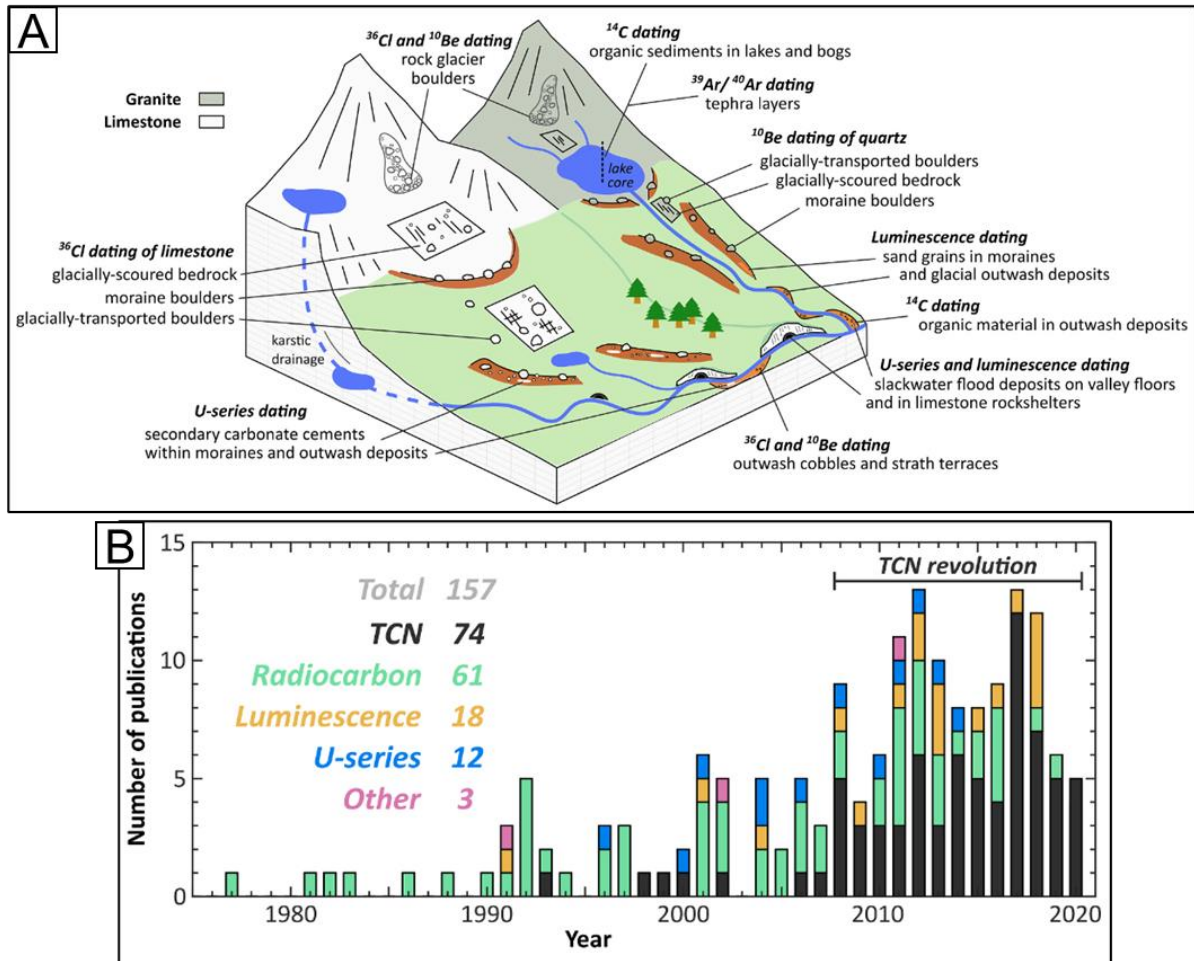 A
³⁶Cl and ¹⁰Be dating
rock glacier
boulders
¹⁴C dating
organic sediments in lakes and bogs
³⁹Ar/ ⁴⁰Ar dating
tephra layers
Granite
Limestone
¹⁰Be dating of quartz
glacially-transported boulders
glacially-scoured bedrock
moraine boulders
lake
core
Luminescence dating
sand grains in moraines
and glacial outwash deposits
³⁶Cl dating of limestone
glacially-scoured bedrock
moraine boulders
glacially-transported boulders
¹⁴C dating
organic material in outwash deposits
karstic
drainage
U-series and luminescence dating
slackwater flood deposits on valley floors
and in limestone rockshelters
U-series dating
secondary carbonate cements
within moraines and outwash deposits
³⁶Cl and ¹⁰Be dating
outwash cobbles and strath terraces
B
Number of publications
15
10
5
0
Total 157
TCN 74
Radiocarbon 61
Luminescence 18
U-series 12
Other 3
TCN revolution
1980
1990
2000
2010
2020
Year